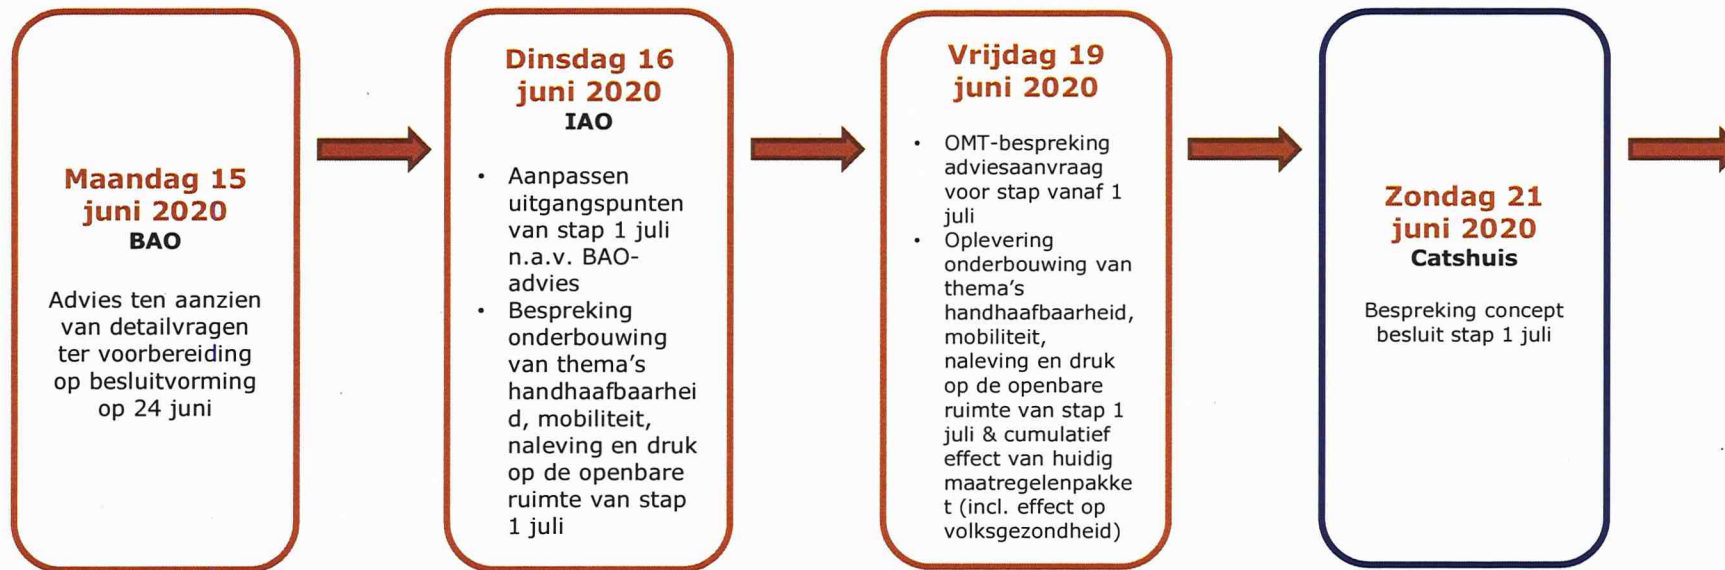 Maandag 15
juni 2020
BAO
Advies ten aanzien
van detailvragen
ter voorbereiding
op besluitvorming
op 24 juni
Dinsdag 16
juni 2020
IAO
• Aanpassen
uitgangspunten
van stap 1 juli
n.a.v. BAO-
advies
• Bespreking
onderbouwing
van thema's
handhaafbaarhei
d, mobiliteit,
naleving en druk
op de openbare
ruimte van stap
1 juli
Vrijdag 19
juni 2020
• OMT-bespreking
adviesaanvraag
voor stap vanaf 1
juli
• Oplevering
onderbouwing van
thema's
handhaafbaarheid,
mobiliteit,
naleving en druk
op de openbare
ruimte van stap 1
juli & cumulatief
effect van huidig
maatregelenpakke
t (incl. effect op
volksgezondheid)
Zondag 21
juni 2020
Catshuis
Bespreking concept
besluit stap 1 juli